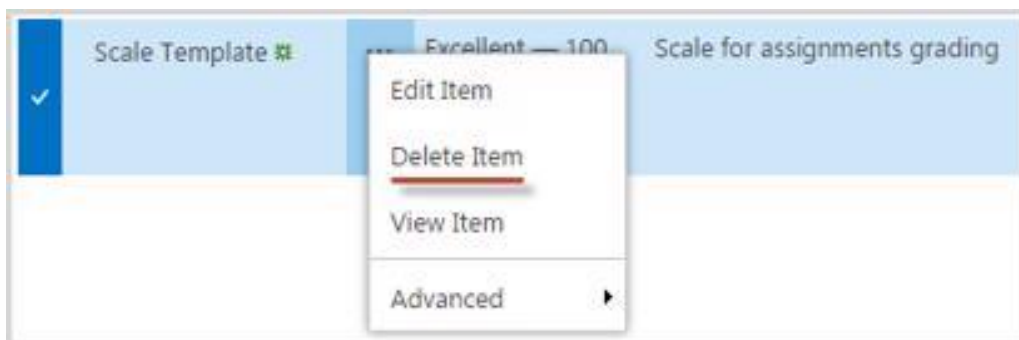 Scale Template
... Excellent — 100
Scale for assignments grading
Edit Item
Delete Item
View Item
Advanced